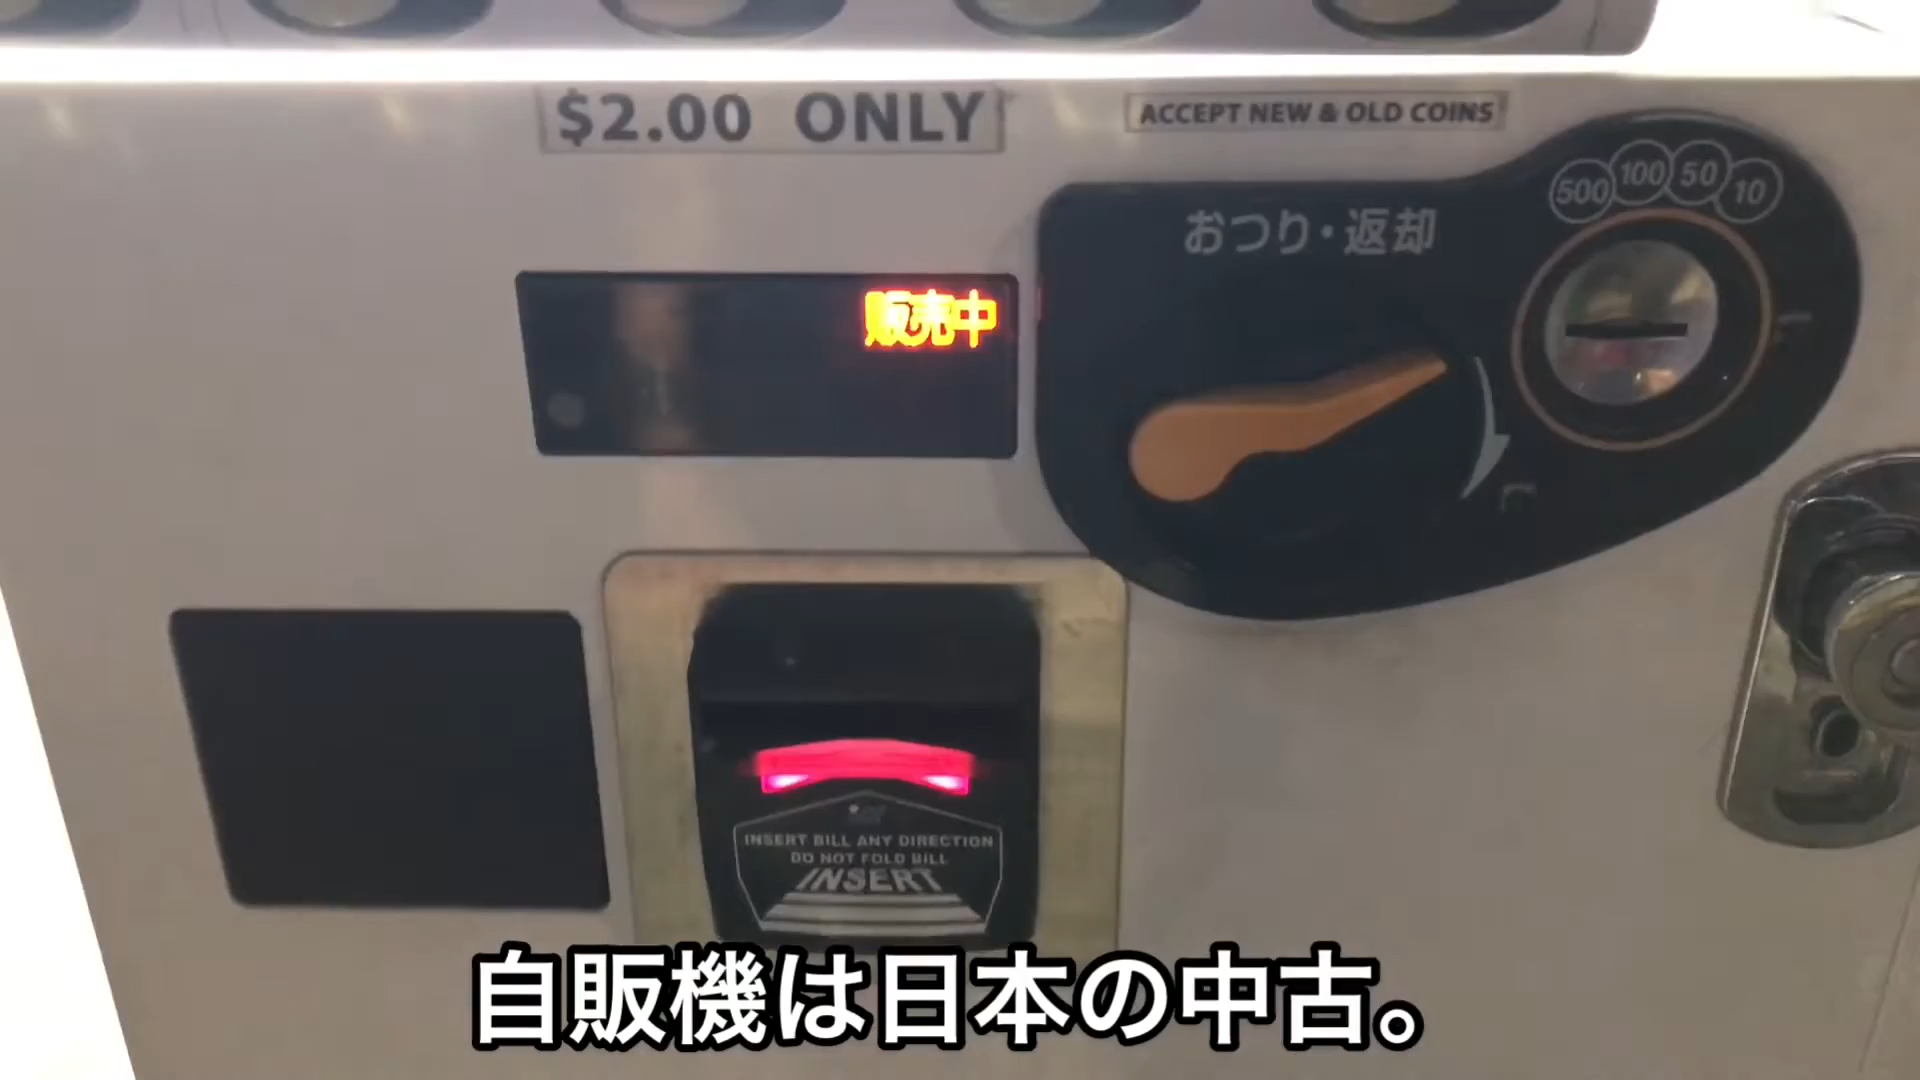 $2.00 ONLY
ACCEPT NEW & OLD COINS
500 100 50 10
おつり・返却
販売中
INSERT BILL ANY DIRECTION
DO NOT FOLD BILL
INSERT
自販機は日本の中古。